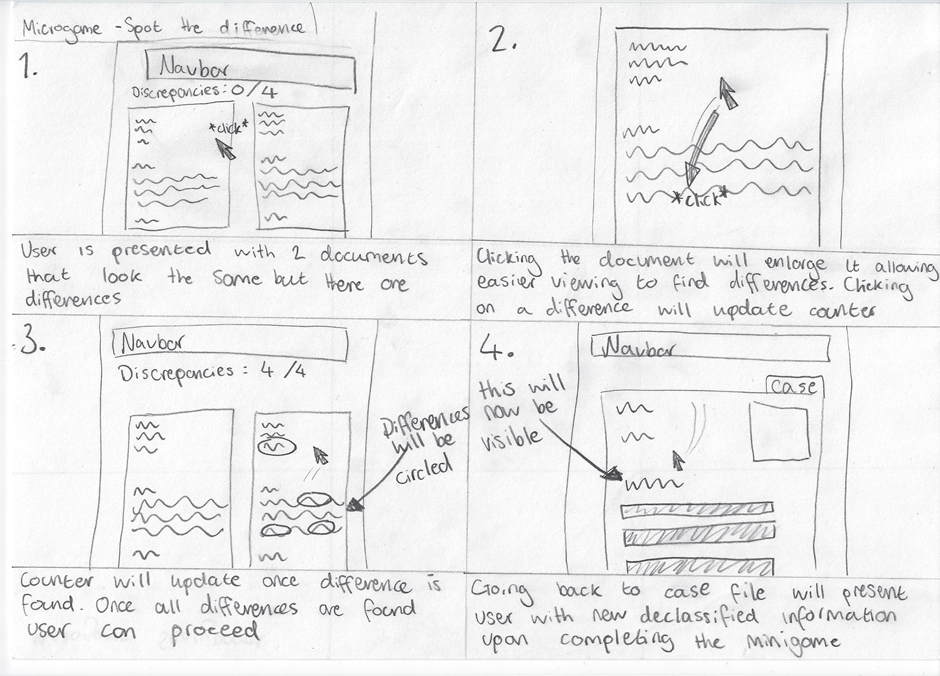 Microgame - Spot the difference
1.
Navbar
Discrepancies: 0/4
*click*
User is presented with 2 documents
that look the same but there are
differences
2.
*click*
Clicking the document will enlarge it allowing
easier viewing to find differences. Clicking
on a difference will update counter
3.
Navbar
Discrepancies: 4/4
Differences
will be
circled
Counter will update once difference is
found. Once all differences are found
user can proceed
4.
Navbar
case
this will
now be
visible
Going back to case file will present
user with new declassified information
upon completing the minigame